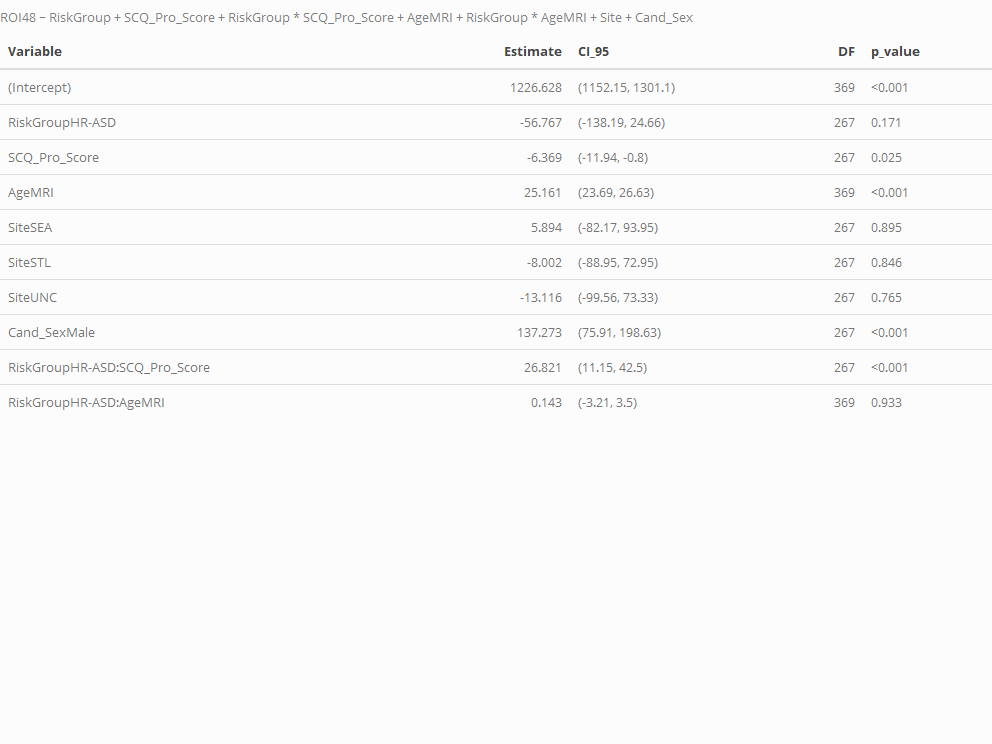 ROI48 ~ RiskGroup + SCQ_Pro_Score + RiskGroup * SCQ_Pro_Score + AgeMRI + RiskGroup * AgeMRI + Site + Cand_Sex
Variable Estimate CI_95 DF p_value
(Intercept) 1226.628 (1152.15, 1301.1) 369 <0.001
RiskGroupHR-ASD -56.767 (-138.19, 24.66) 267 0.171
SCQ_Pro_Score -6.369 (-11.94, -0.8) 267 0.025
AgeMRI 25.161 (23.69, 26.63) 369 <0.001
SiteSEA 5.894 (-82.17, 93.95) 267 0.895
SiteSTL -8.002 (-88.95, 72.95) 267 0.846
SiteUNC -13.116 (-99.56, 73.33) 267 0.765
Cand_SexMale 137.273 (75.91, 198.63) 267 <0.001
RiskGroupHR-ASD:SCQ_Pro_Score 26.821 (11.15, 42.5) 267 <0.001
RiskGroupHR-ASD:AgeMRI 0.143 (-3.21, 3.5) 369 0.933